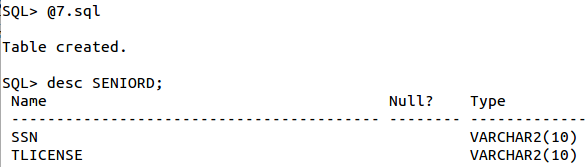 SQL> @7.sql
Table created.
SQL> desc SENIORD;
Name Null? Type
----------------------------------------- -------- -------------
SSN VARCHAR2(10)
TLICENSE VARCHAR2(10)